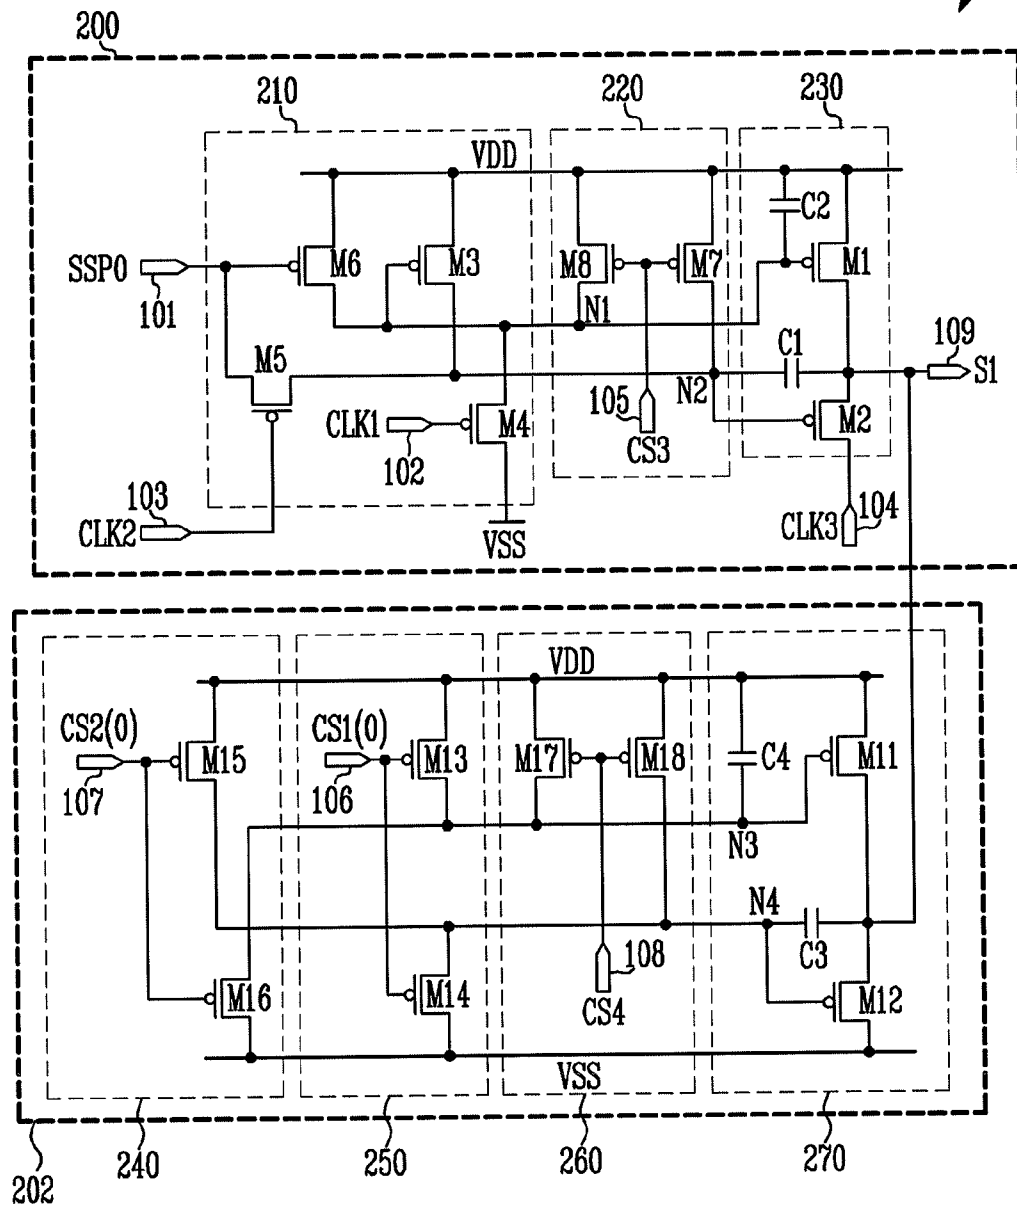 200
210
220
230
VDD
C2
SSP0
101
M6
M3
M8
M7
M1
N1
C1
109
S1
M5
N2
105
CS3
M2
CLK1
102
M4
103
CLK2
VSS
CLK3
104
VDD
CS2(0)
107
M15
CS1(0)
106
M13
M17
M18
C4
M11
N3
N4
C3
M16
M14
108
CS4
M12
VSS
202
240
250
260
270